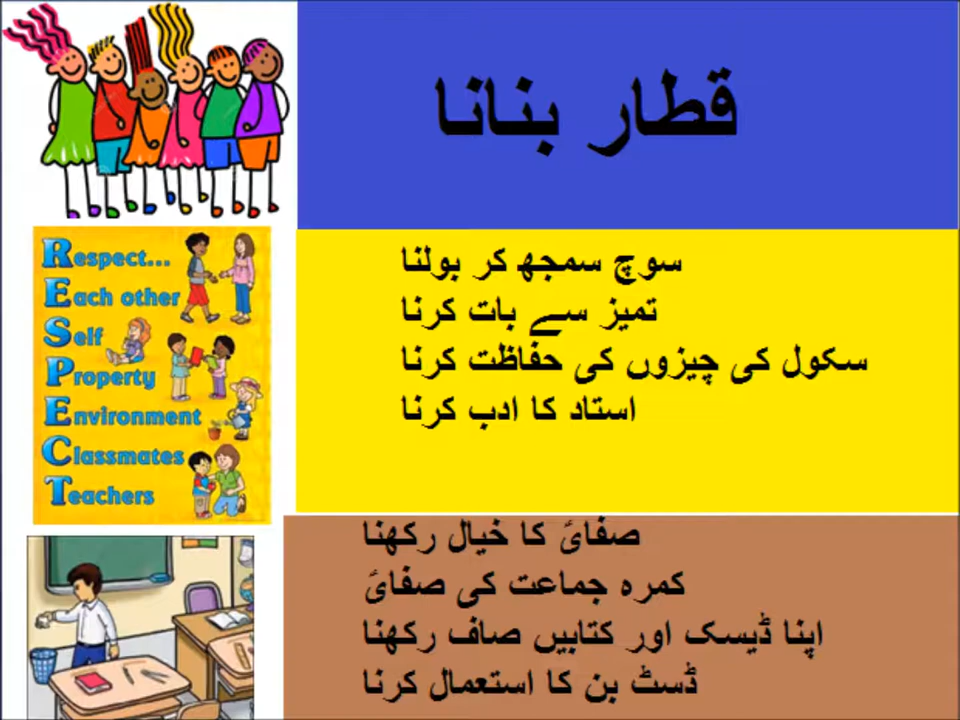 قطار بنانا
Respect...
Each other
Self
Property
Environment
Classmates
Teachers
سوچ سمجھ کر بولنا
تمیز سے بات کرنا
سکول کی چیزوں کی حفاظت کرنا
استاد کا ادب کرنا
صفائ کا خیال رکھنا
کمرہ جماعت کی صفائ
اپنا ڈیسک اور کتابیں صاف رکھنا
ڈسٹ بن کا استعمال کرنا